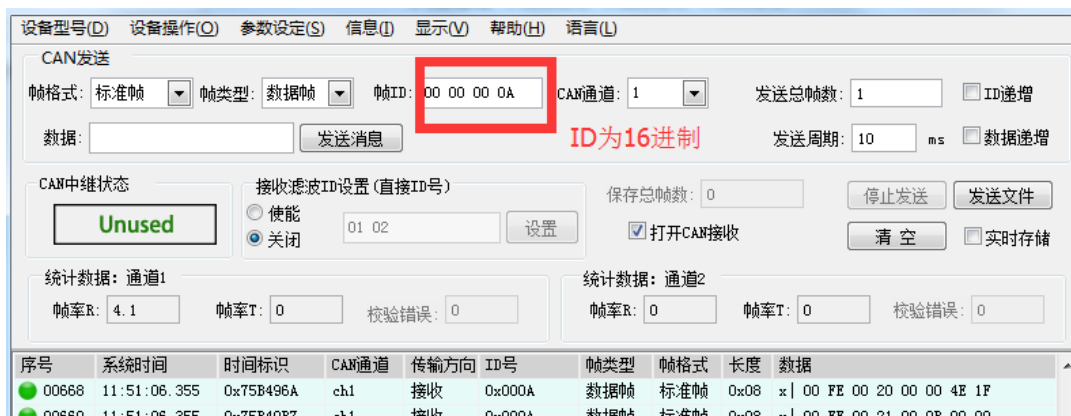 设备型号(D) 设备操作(O) 参数设定(S) 信息(I) 显示(V) 帮助(H) 语言(L)
CAN发送
帧格式: 标准帧 帧类型: 数据帧 帧ID: 00 00 00 0A CAN通道: 1 发送总帧数: 1 ID递增
数据: 发送消息 ID为16进制 发送周期: 10 ms 数据递增
CAN中继状态 接收滤波ID设置(直接ID号) 保存总帧数: 0 停止发送 发送文件
Unused 使能 01 02 设置
关闭 打开CAN接收 清 空 实时存储
统计数据: 通道1 统计数据: 通道2
帧率R: 4.1 帧率T: 0 校验错误: 0 帧率R: 0 帧率T: 0 校验错误: 0
序号 系统时间 时间标识 CAN通道 传输方向 ID号 帧类型 帧格式 长度 数据
00668 11:51:06.355 0x75B496A ch1 接收 0x000A 数据帧 标准帧 0x08 x| 00 FE 00 20 00 00 4E 1F